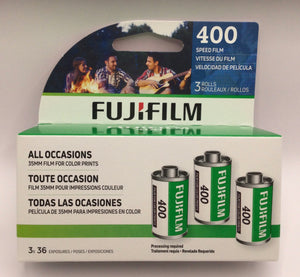 400
SPEED FILM
VITESSE DU FILM
VELOCIDAD DE PELÍCULA
3 ROLLS
ROULEAUX / ROLLOS
FUJIFILM
ALL OCCASIONS
35MM FILM FOR COLOR PRINTS
TOUTE OCCASION
FILM 35MM POUR IMPRESSIONS COULEUR
TODAS LAS OCASIONES
PELÍCULA DE 35MM PARA IMPRESIONES EN COLOR
FUJIFILM
400
FUJIFILM
400
FUJIFILM
400
3x36 EXPOSURES / POSES / EXPOSICIONES
Processing required
Traitement requis - Revelado Requerido